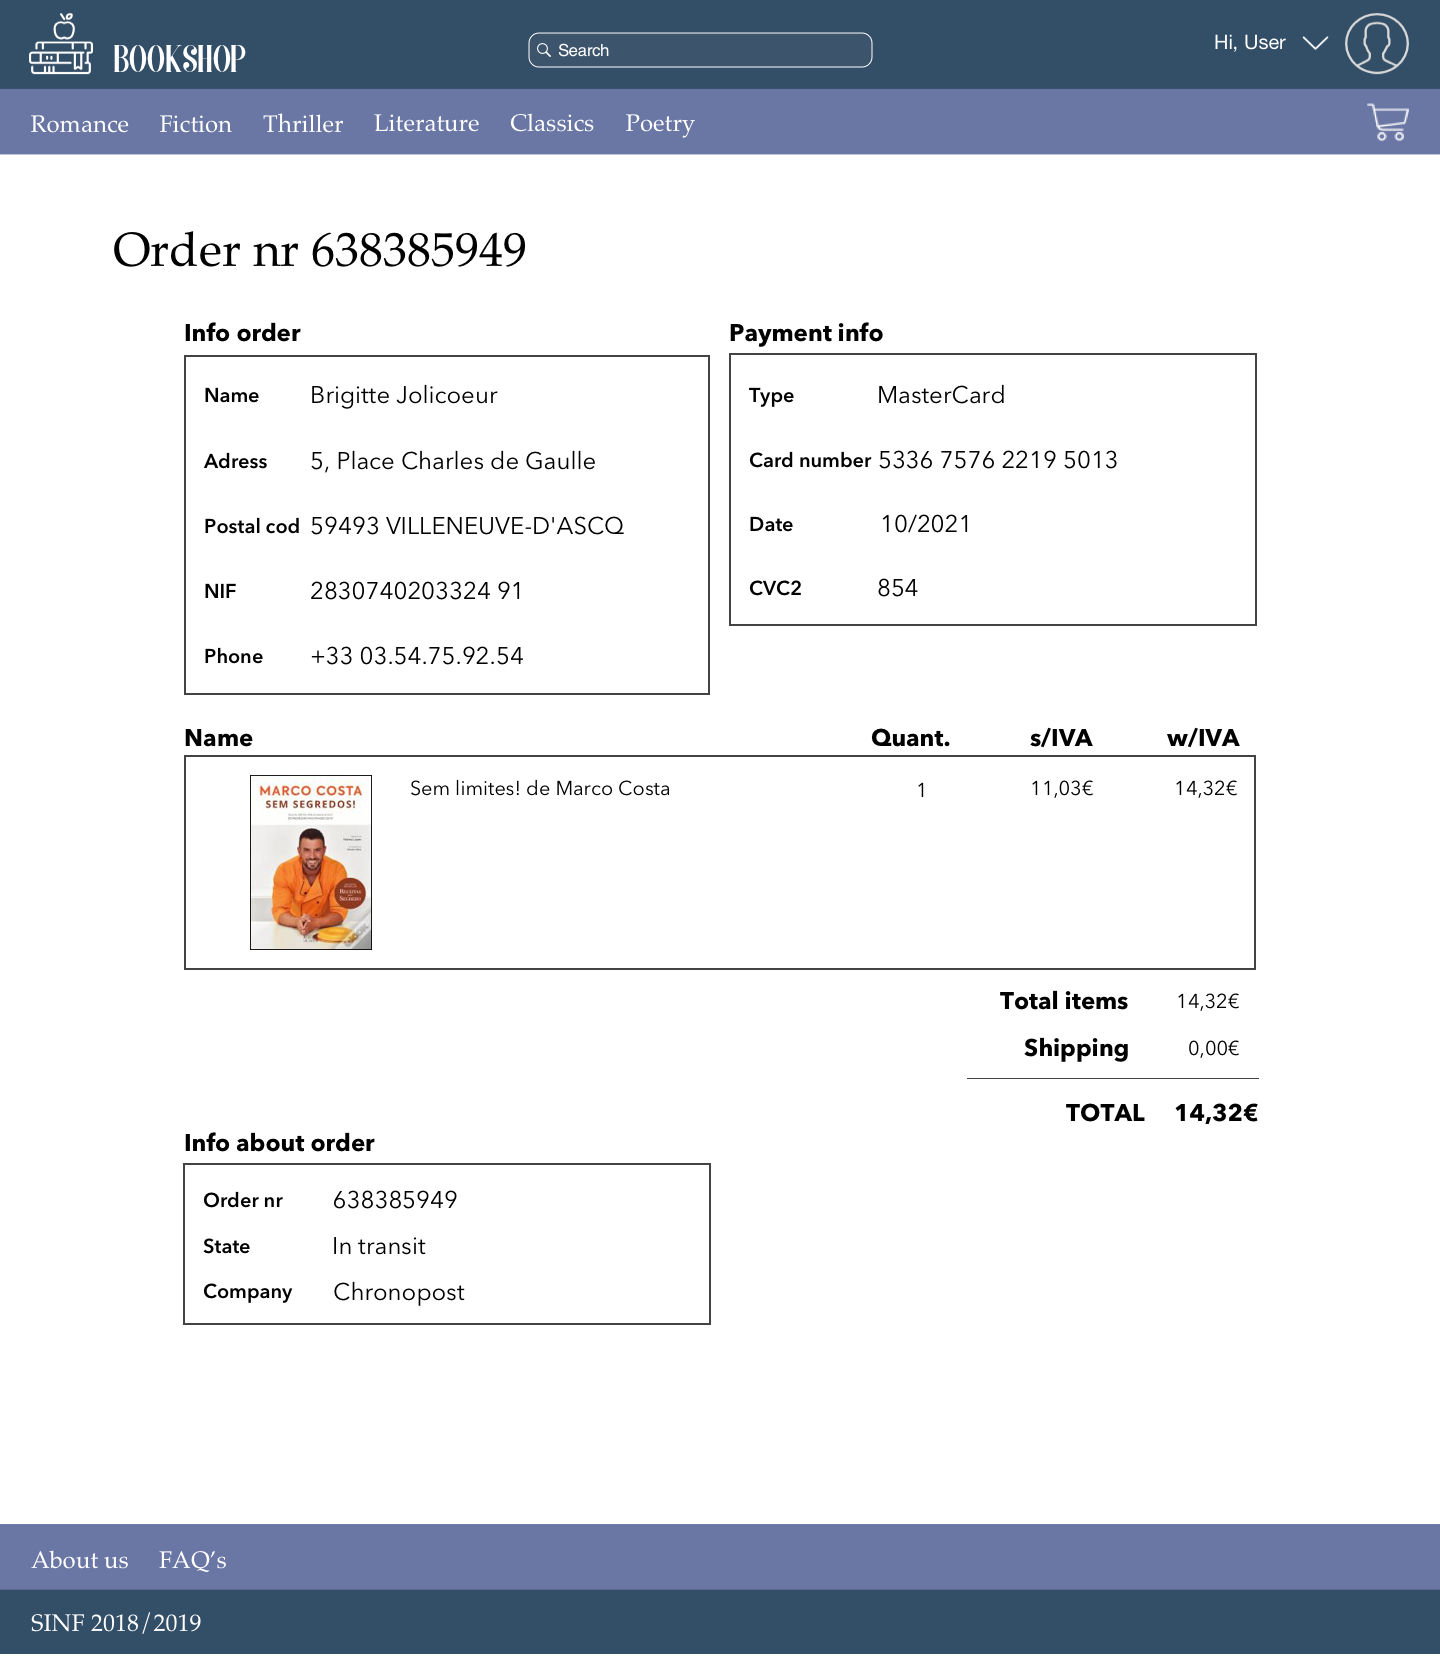 BOOKSHOP
Search
Hi, User
Romance Fiction Thriller Literature Classics Poetry
Order nr 638385949
Info order
Name Brigitte Jolicoeur
Adress 5, Place Charles de Gaulle
Postal cod 59493 VILLENEUVE-D'ASCQ
NIF 2830740203324 91
Phone +33 03.54.75.92.54
Payment info
Type MasterCard
Card number 5336 7576 2219 5013
Date 10/2021
CVC2 854
Name Quant. s/IVA w/IVA
MARCO COSTA
SEM SEGREDOS!
Sem limites! de Marco Costa 1 11,03€ 14,32€
Total items 14,32€
Shipping 0,00€
TOTAL 14,32€
Info about order
Order nr 638385949
State In transit
Company Chronopost
About us FAQ’s
SINF 2018/2019